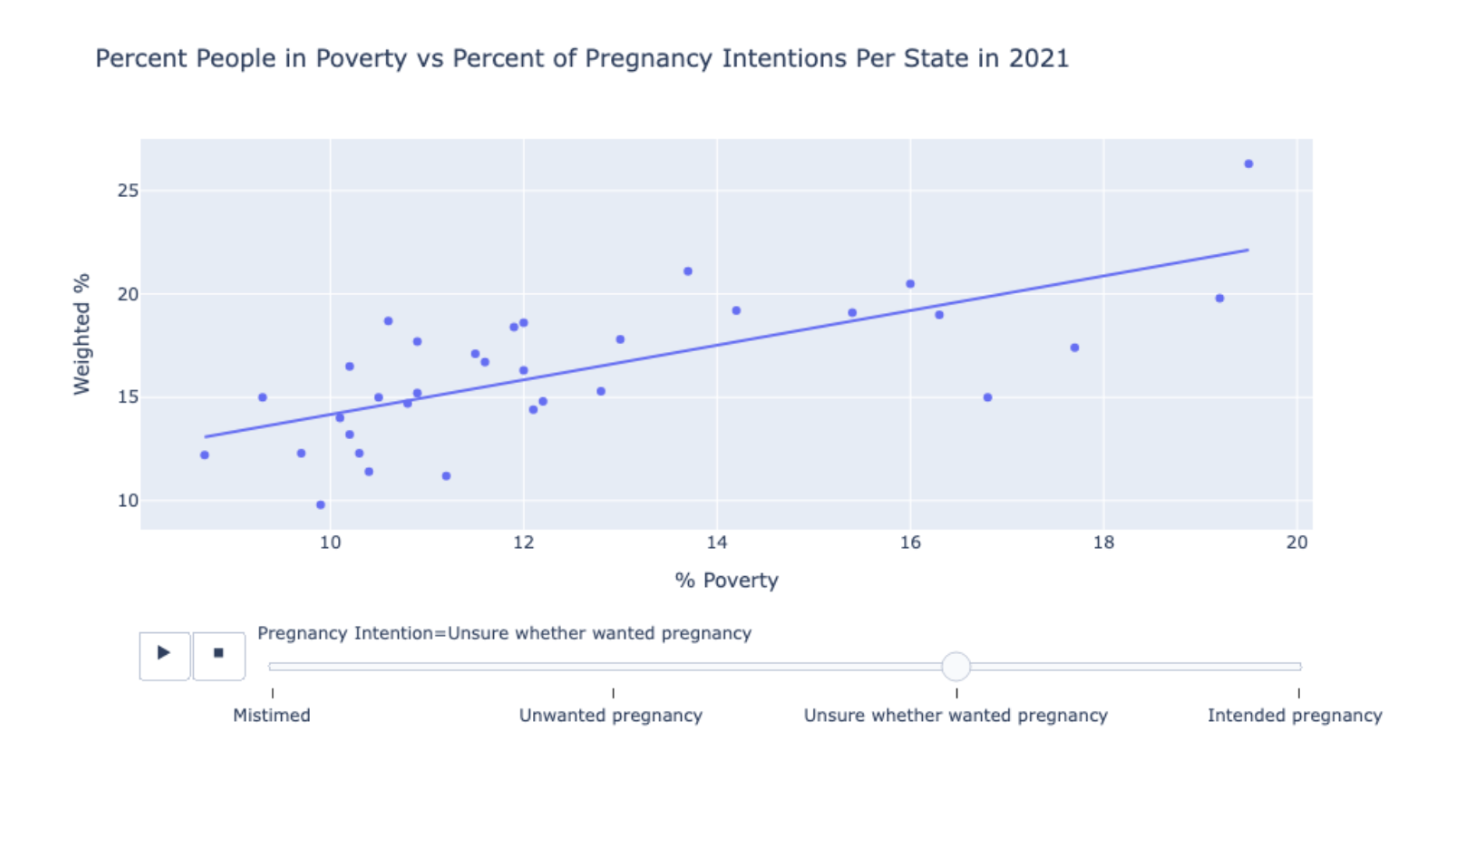 Percent People in Poverty vs Percent of Pregnancy Intentions Per State in 2021
Weighted %
25
20
15
10
10 12 14 16 18 20
% Poverty
Pregnancy Intention=Unsure whether wanted pregnancy
Mistimed Unwanted pregnancy Unsure whether wanted pregnancy Intended pregnancy